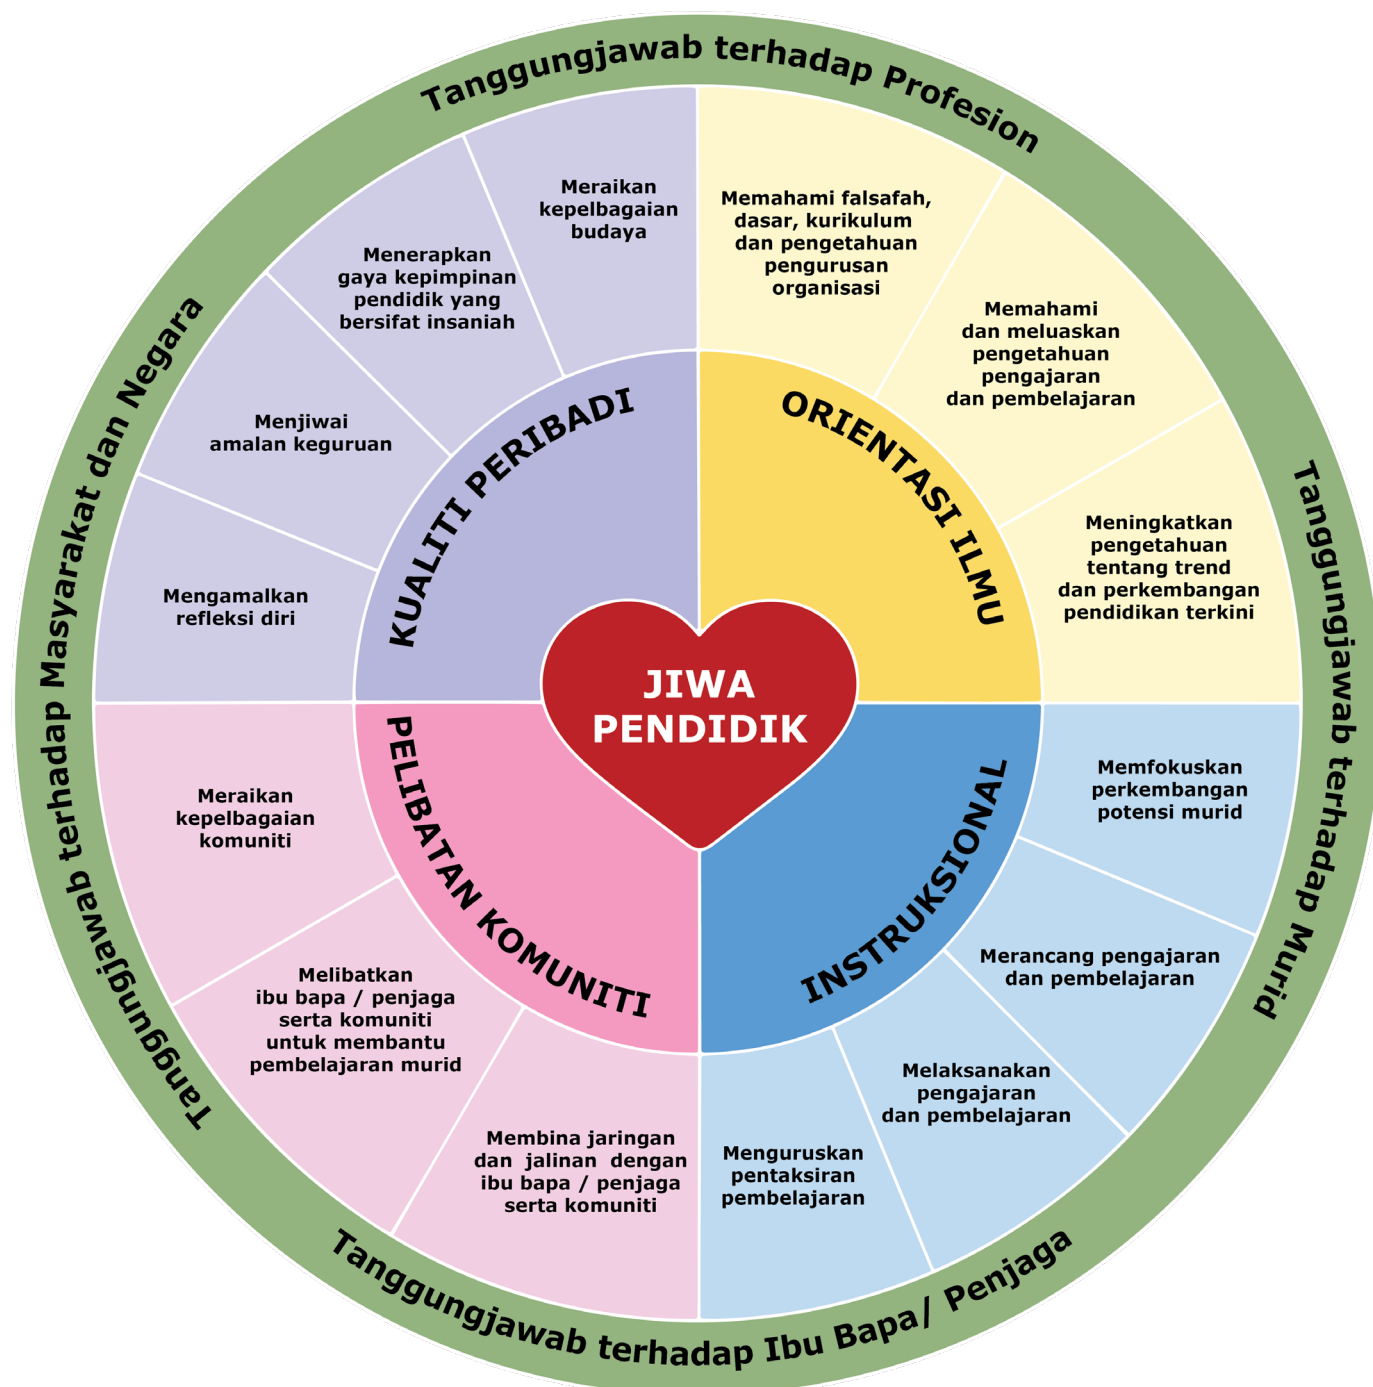 Tanggungjawab terhadap Profesion
Tanggungjawab terhadap Masyarakat dan Negara
Tanggungjawab terhadap Murid
Tanggungjawab terhadap Ibu Bapa/ Penjaga
JIWA
PENDIDIK
KUALITI PERIBADI
Meraikan
kepelbagaian
budaya
Menerapkan
gaya kepimpinan
pendidik yang
bersifat insaniah
Menjiwai
amalan keguruan
Mengamalkan
refleksi diri
ORIENTASI ILMU
Memahami falsafah,
dasar, kurikulum
dan pengetahuan
pengurusan
organisasi
Memahami
dan meluaskan
pengetahuan
pengajaran
dan pembelajaran
Meningkatkan
pengetahuan
tentang trend
dan perkembangan
pendidikan terkini
INSTRUKSIONAL
Memfokuskan
perkembangan
potensi murid
Merancang pengajaran
dan pembelajaran
Melaksanakan
pengajaran
dan pembelajaran
Menguruskan
pentaksiran
pembelajaran
PELIBATAN KOMUNITI
Meraikan
kepelbagaian
komuniti
Melibatkan
ibu bapa / penjaga
serta komuniti
untuk membantu
pembelajaran murid
Membina jaringan
dan jalinan dengan
ibu bapa / penjaga
serta komuniti